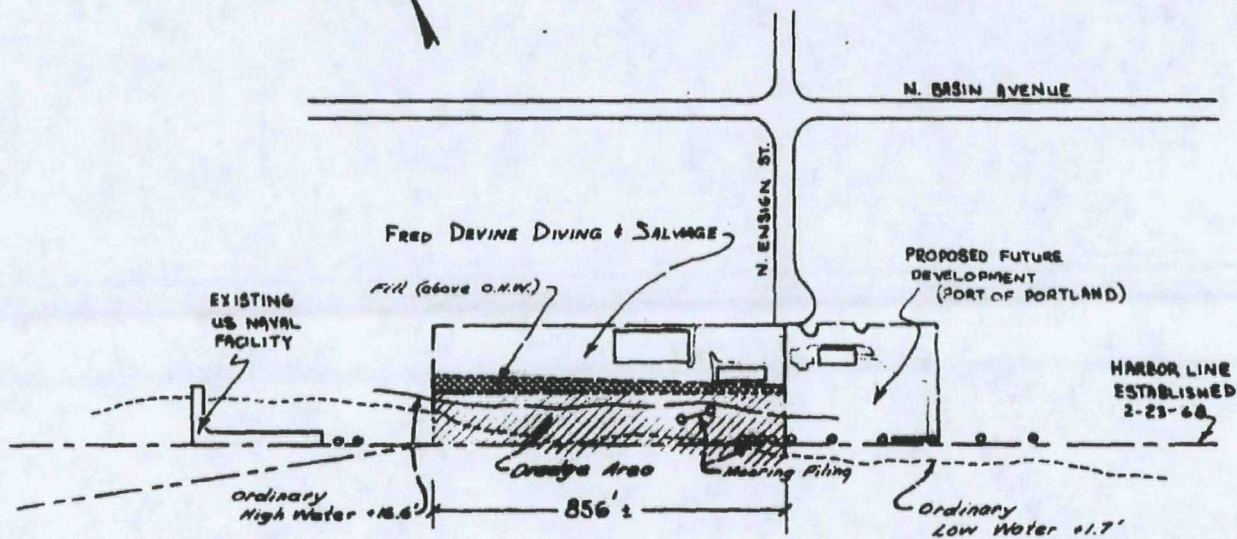 N. BASIN AVENUE
N. ENSIGN ST.
FRED DEVINE DIVING & SALVAGE
Fill (above O.H.W.)
EXISTING
US NAVAL
FACILITY
PROPOSED FUTURE
DEVELOPMENT
(PORT OF PORTLAND)
HARBOR LINE
ESTABLISHED
2-23-68
Dredge Area
Mooring Piling
Ordinary
High Water +16.6'
856' ±
Ordinary
Low Water +1.7'